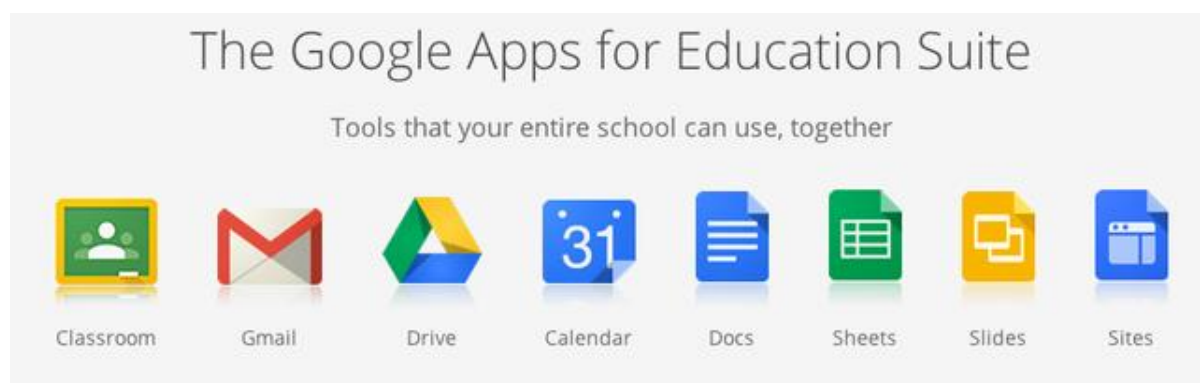 The Google Apps for Education Suite
Tools that your entire school can use, together
31
Classroom Gmail Drive Calendar Docs Sheets Slides Sites